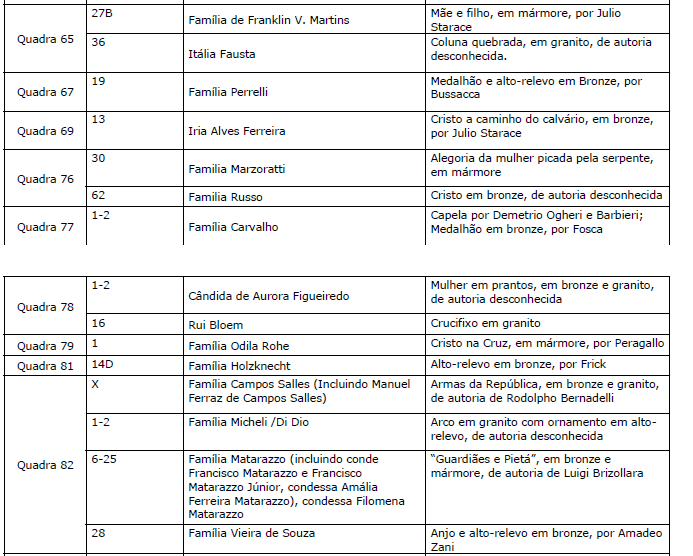 Quadra 65
27B
Família de Franklin V. Martins
Mãe e filho, em mármore, por Julio
Starace
36
Itália Fausta
Coluna quebrada, em granito, de autoria
desconhecida.
Quadra 67
19
Família Perrelli
Medalhão e alto-relevo em Bronze, por
Bussacca
Quadra 69
13
Iria Alves Ferreira
Cristo a caminho do calvário, em bronze,
por Julio Starace
Quadra 76
30
Familia Marzoratti
Alegoria da mulher picada pela serpente,
em mármore
62
Familia Russo
Cristo em bronze, de autoria desconhecida
Quadra 77
1-2
Família Carvalho
Capela por Demetrio Ogheri e Barbieri;
Medalhão em bronze, por Fosca
Quadra 78
1-2
Cândida de Aurora Figueiredo
Mulher em prantos, em bronze e granito,
de autoria desconhecida
16
Rui Bloem
Crucifixo em granito
Quadra 79
1
Família Odila Rohe
Cristo na Cruz, em mármore, por Peragallo
Quadra 81
14D
Família Holzknecht
Alto-relevo em bronze, por Frick
Quadra 82
X
Família Campos Salles (Incluindo Manuel
Ferraz de Campos Salles)
Armas da República, em bronze e granito,
de autoria de Rodolpho Bernadelli
1-2
Família Micheli /Di Dio
Arco em granito com ornamento em alto-
relevo, de autoria desconhecida
6-25
Família Matarazzo (incluindo conde
Francisco Matarazzo e Francisco
Matarazzo Júnior, condessa Amália
Ferreira Matarazzo), condessa Filomena
Matarazzo
“Guardiães e Pietá”, em bronze e
mármore, de autoria de Luigi Brizollara
28
Família Vieira de Souza
Anjo e alto-relevo em bronze, por Amadeo
Zani